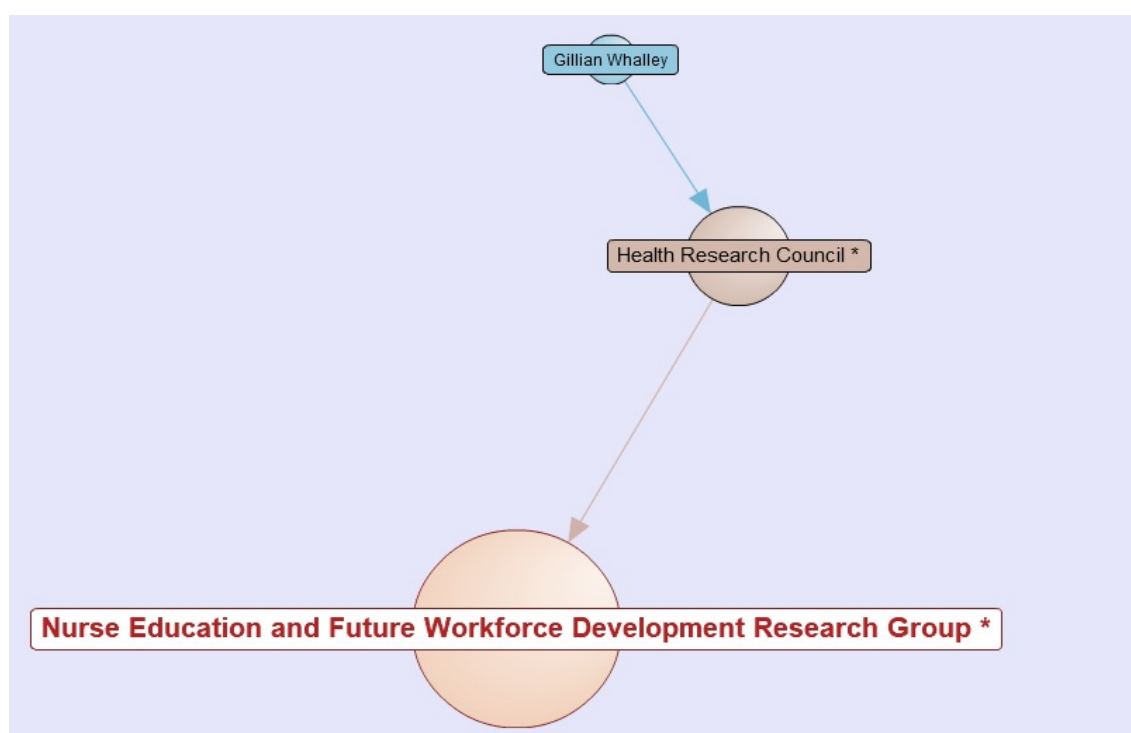 Gillian Whalley
Health Research Council *
Nurse Education and Future Workforce Development Research Group *